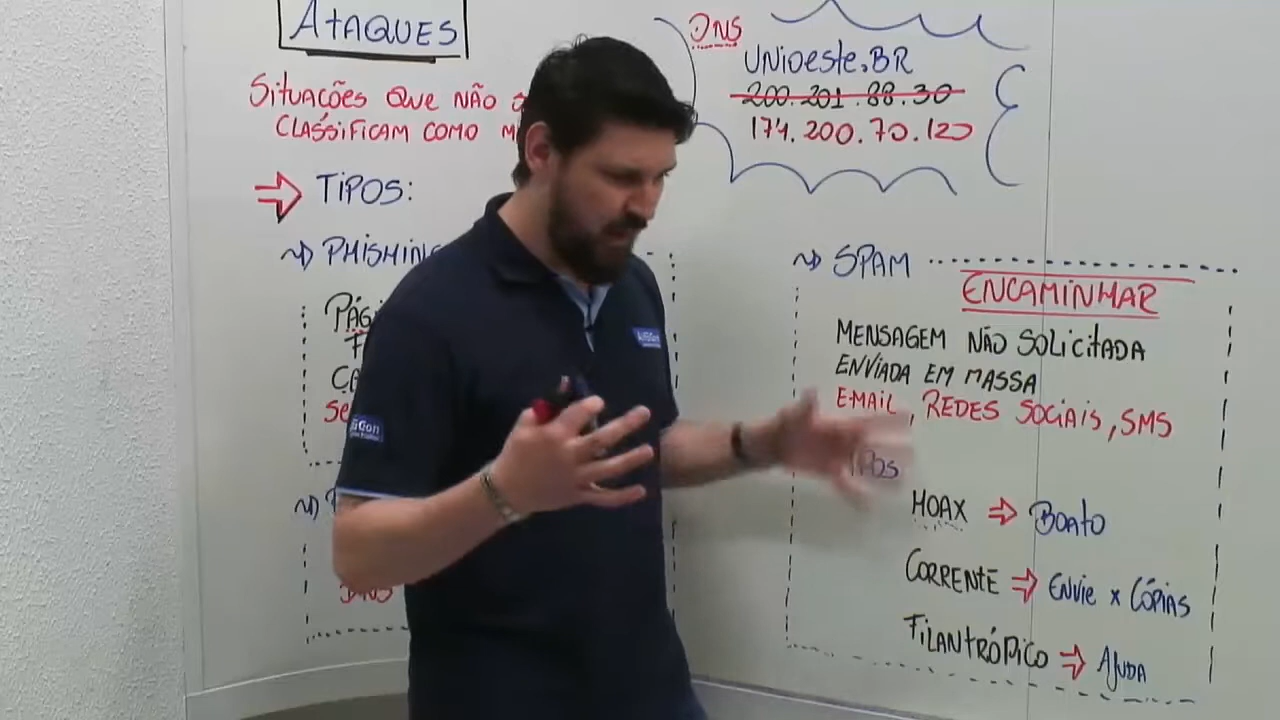 ATAQUES
SITUAÇÕES QUE NÃO
CLASSIFICAM COMO
⇒ TIPOS:
DNS
UNIOESTE.BR
200.201.88.30
174.200.70.120
SPAM
ENCAMINHAR
MENSAGEM NÃO SOLICITADA
ENVIADA EM MASSA
E-MAIL, REDES SOCIAIS, SMS
HOAX ⇒ BOATO
CORRENTE ⇒ ENVIE X CÓPIAS
FILANTRÓPICO ⇒ AJUDA
DNS